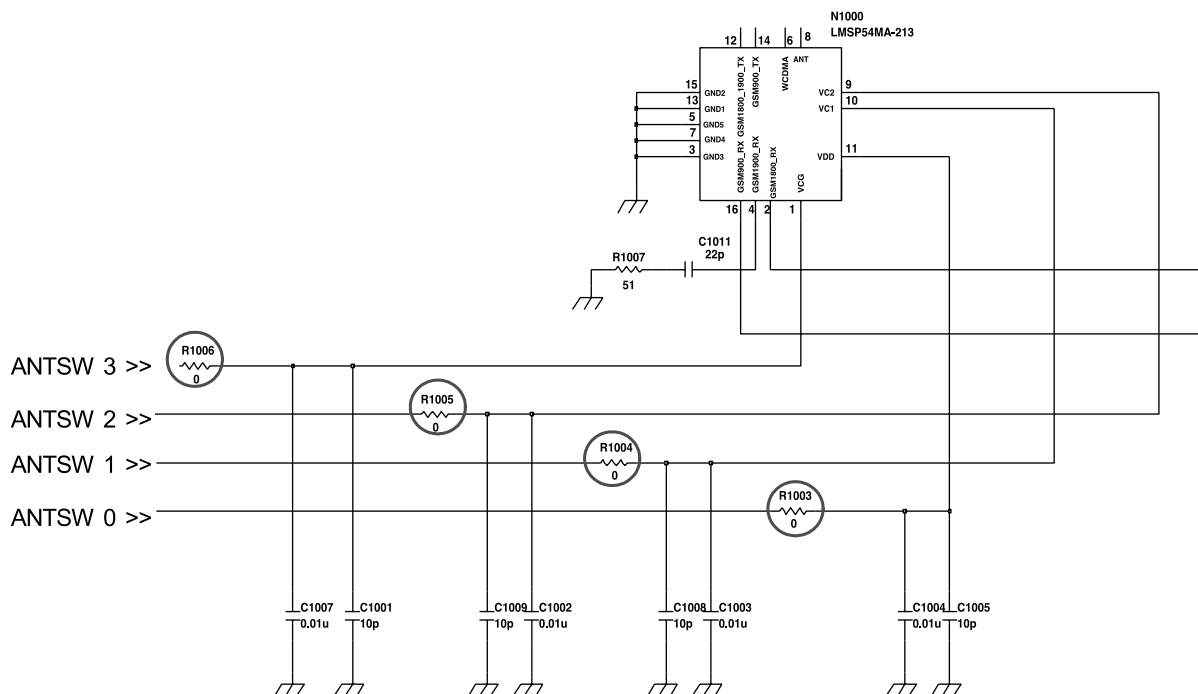 N1000
LMSP54MA-213
12
14
6
8
GSM1800_1900_TX
GSM900_TX
WCDMA
ANT
15
GND2
13
GND1
5
GND5
7
GND4
3
GND3
VC2
9
VC1
10
VDD
11
GSM900_RX
GSM1900_RX
GSM1800_RX
VCG
16
4
2
1
C1011
22p
R1007
51
R1006
ANTSW 3 >>
0
R1005
ANTSW 2 >>
0
R1004
ANTSW 1 >>
0
R1003
ANTSW 0 >>
0
C1007
0.01u
C1001
10p
C1009
10p
C1002
0.01u
C1008
10p
C1003
0.01u
C1004
0.01u
C1005
10p